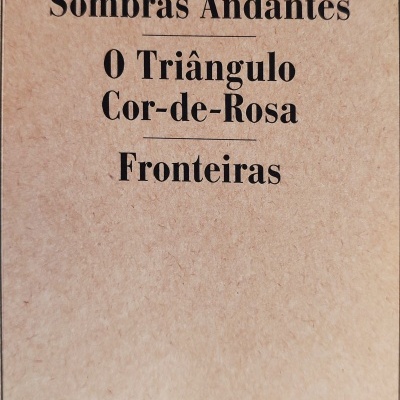 Sombras Andantes
O Triângulo
Cor-de-Rosa
Fronteiras